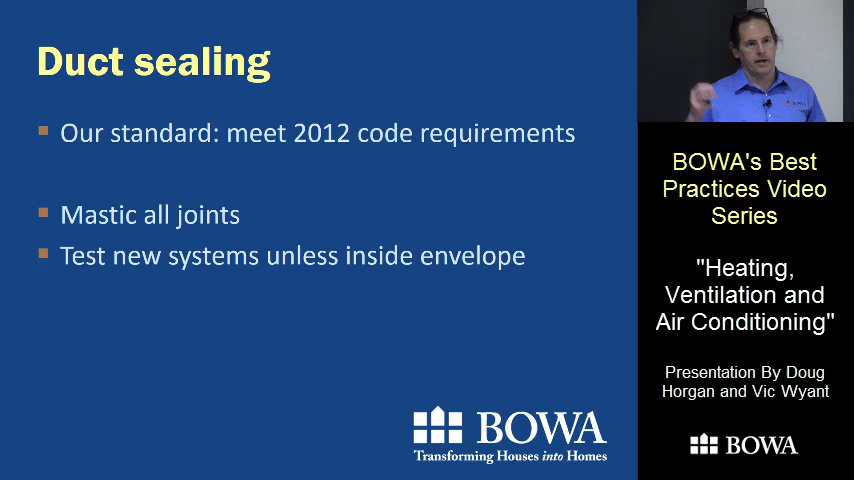 Duct sealing
Our standard: meet 2012 code requirements
Mastic all joints
Test new systems unless inside envelope
BOWA
Transforming Houses into Homes
BOWA's Best
Practices Video
Series
"Heating,
Ventilation and
Air Conditioning"
Presentation By Doug
Horgan and Vic Wyant
BOWA